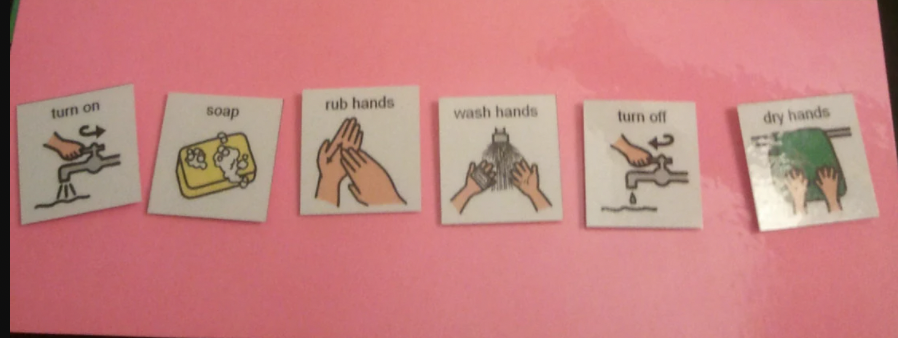 turn on
soap
rub hands
wash hands
turn off
dry hands